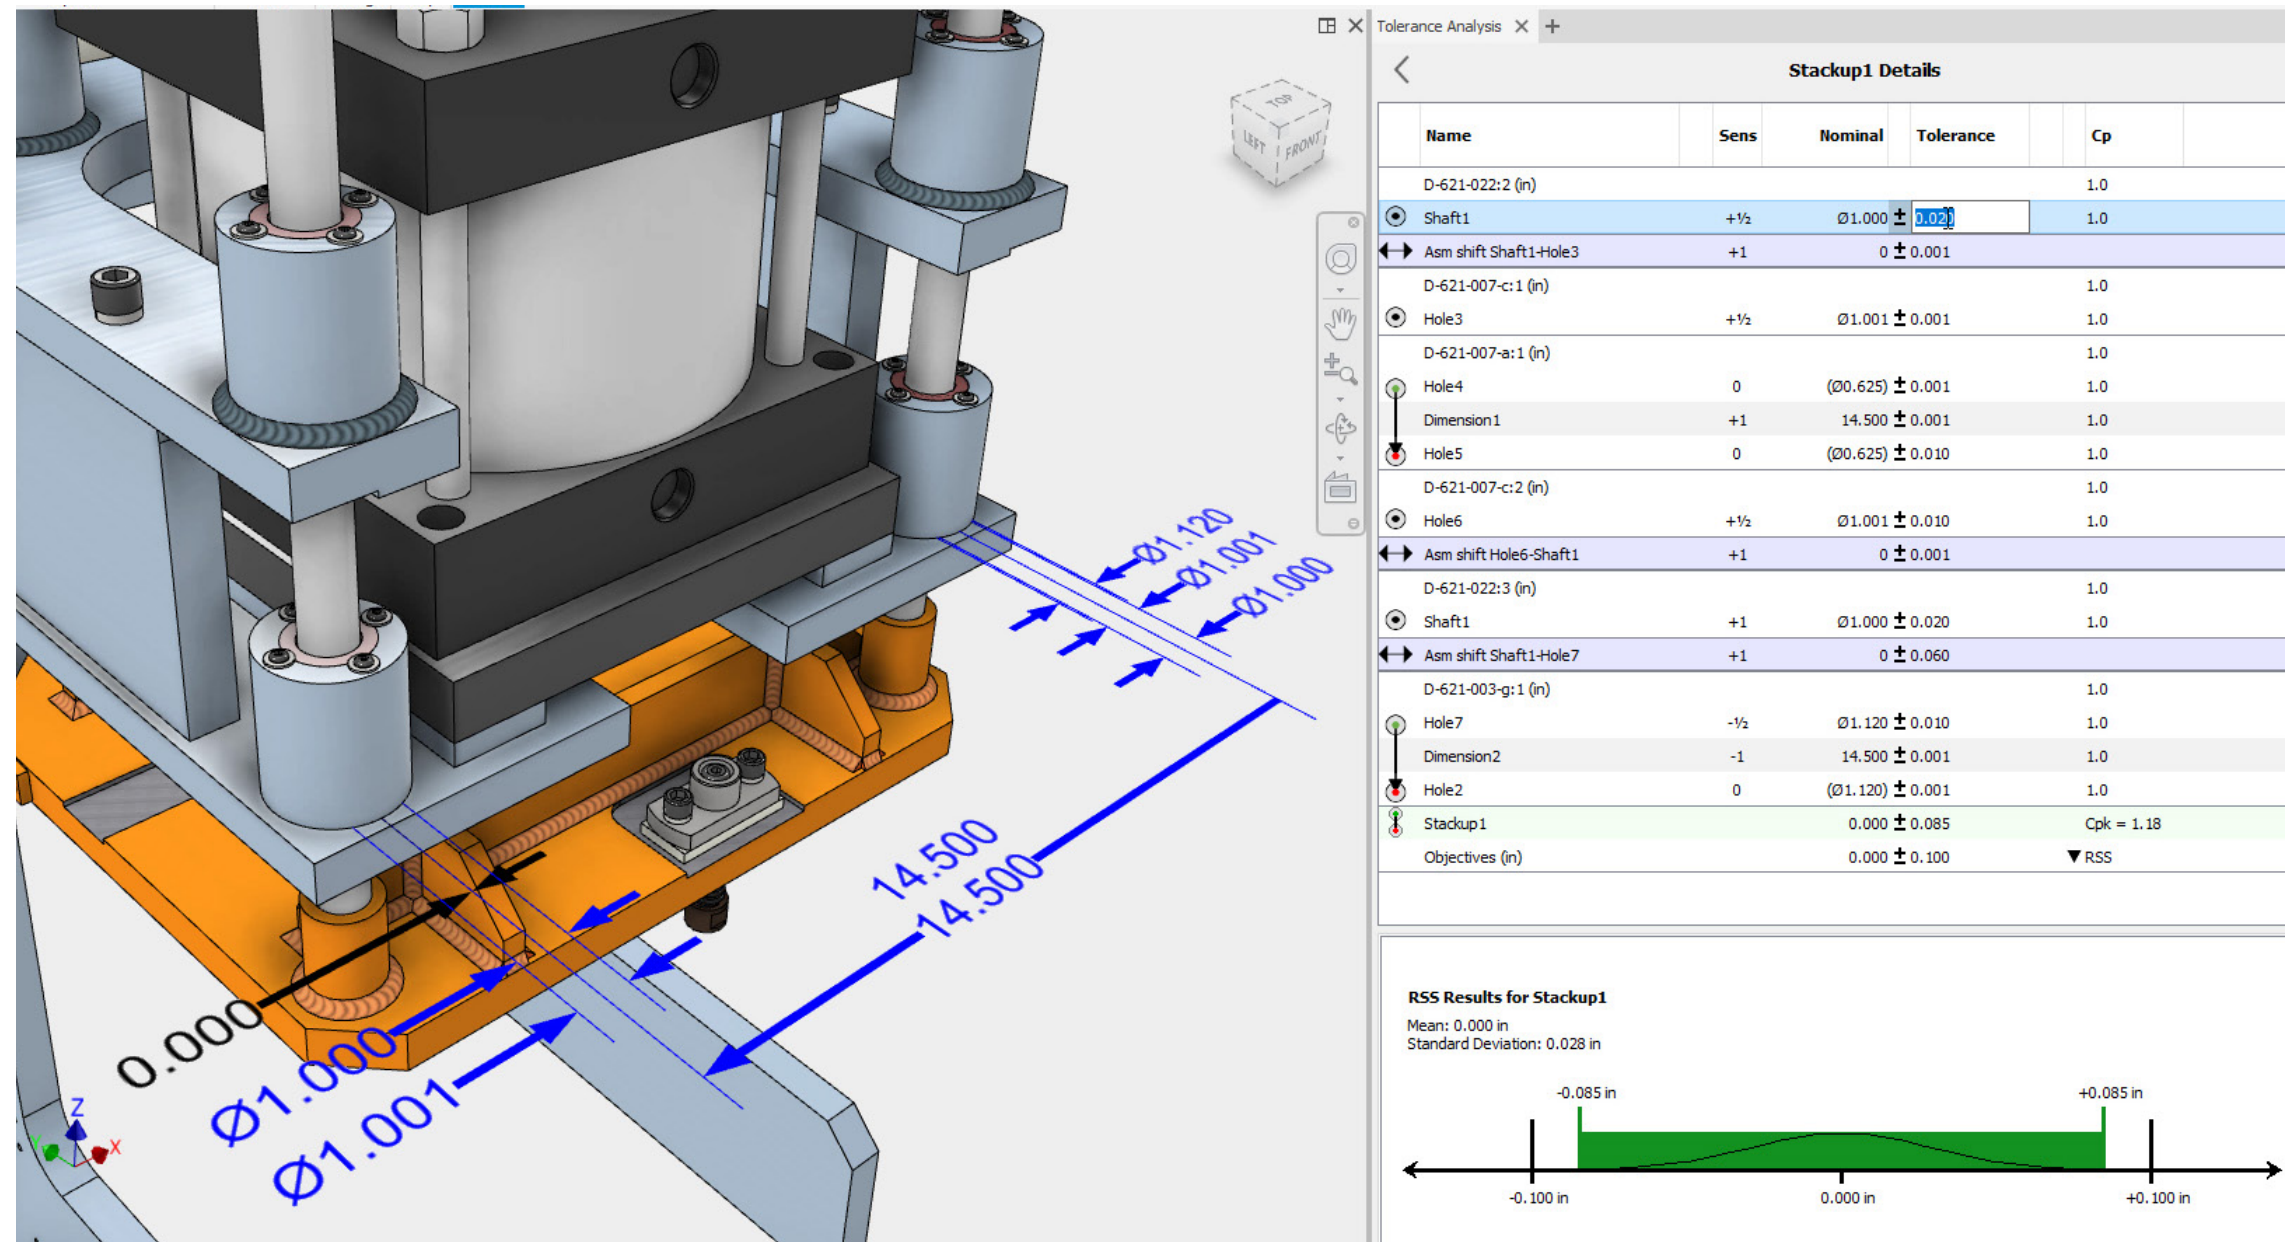 Tolerance Analysis
Stackup1 Details
Name Sens Nominal Tolerance Cp
D-621-022:2 (in) 1.0
Shaft1 +½ Ø1.000 ± 0.020 1.0
Asm shift Shaft1-Hole3 +1 0 ± 0.001
D-621-007-c:1 (in) 1.0
Hole3 +½ Ø1.001 ± 0.001 1.0
D-621-007-a:1 (in) 1.0
Hole4 0 (Ø0.625) ± 0.001 1.0
Dimension1 +1 14.500 ± 0.001 1.0
Hole5 0 (Ø0.625) ± 0.010 1.0
D-621-007-c:2 (in) 1.0
Hole6 +½ Ø1.001 ± 0.010 1.0
Asm shift Hole6-Shaft1 +1 0 ± 0.001
D-621-022:3 (in) 1.0
Shaft1 +1 Ø1.000 ± 0.020 1.0
Asm shift Shaft1-Hole7 +1 0 ± 0.060
D-621-003-g:1 (in) 1.0
Hole7 -½ Ø1.120 ± 0.010 1.0
Dimension2 -1 14.500 ± 0.001 1.0
Hole2 0 (Ø1.120) ± 0.001 1.0
Stackup1 0.000 ± 0.085 Cpk = 1.18
Objectives (in) 0.000 ± 0.100 RSS
RSS Results for Stackup1
Mean: 0.000 in
Standard Deviation: 0.028 in
-0.085 in +0.085 in
-0.100 in 0.000 in +0.100 in
TOP
LEFT FRONT
Ø1.120
Ø1.001
Ø1.000
14.500
14.500
0.000
Ø1.000
Ø1.001
Z
Y X